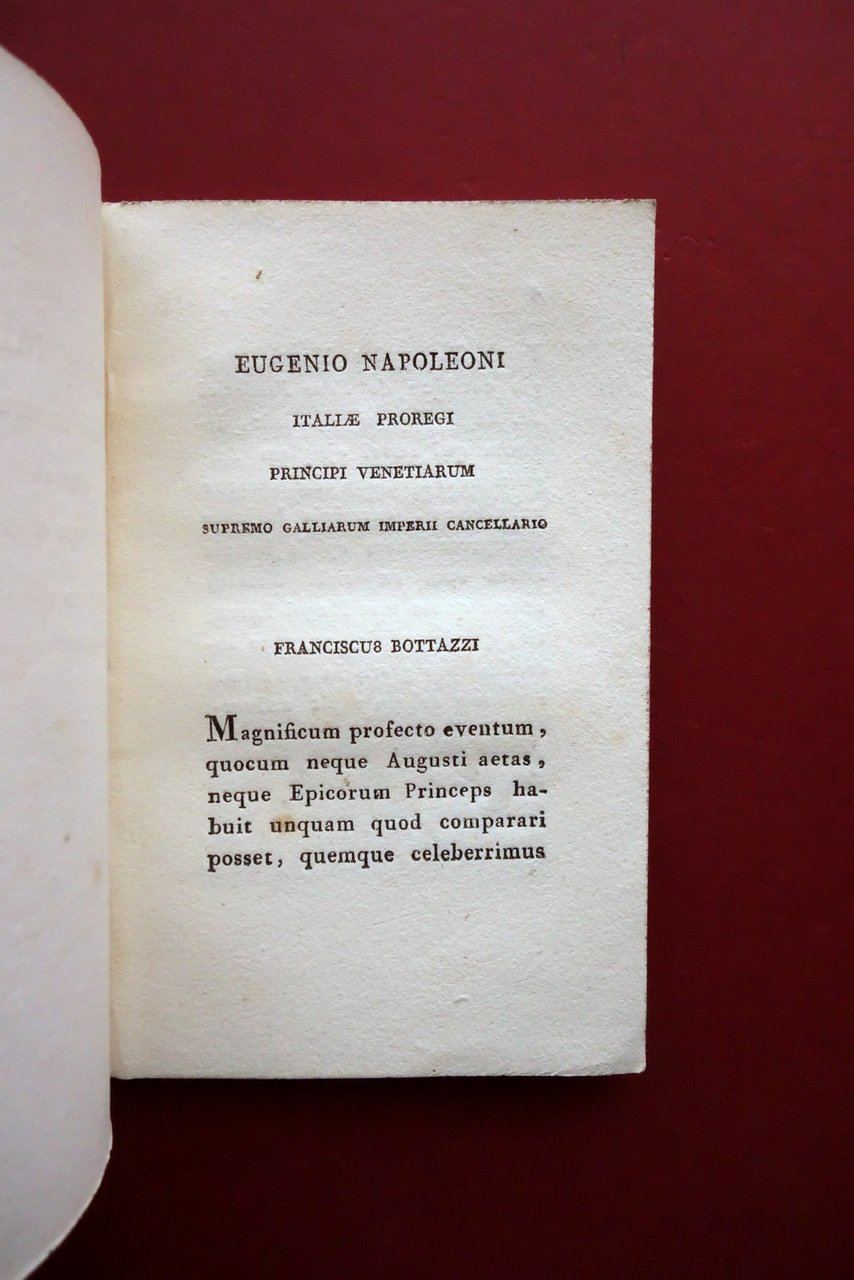 EUGENIO NAPOLEONI
ITALIÆ PROREGI
PRINCIPI VENETIARUM
SUPREMO GALLIARUM IMPERII CANCELLARIO
FRANCISCUS BOTTAZZI
Magnificum profecto eventum,
quocum neque Augusti aetas,
neque Epicorum Princeps ha-
buit unquam quod comparari
posset, quemque celeberrimus